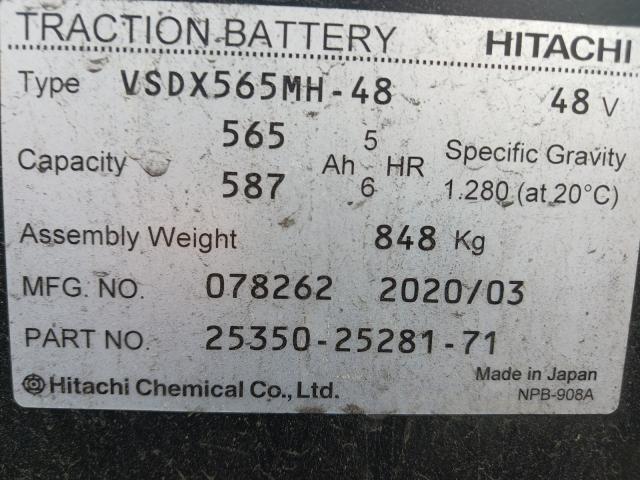 TRACTION BATTERY HITACHI
Type VSDX565MH-48 48 V
Capacity 565 587 Ah 5 6 HR Specific Gravity 1.280 (at 20°C)
Assembly Weight 848 Kg
MFG. NO. 078262 2020/03
PART NO. 25350-25281-71
Hitachi Chemical Co., Ltd. Made in Japan
NPB-908A